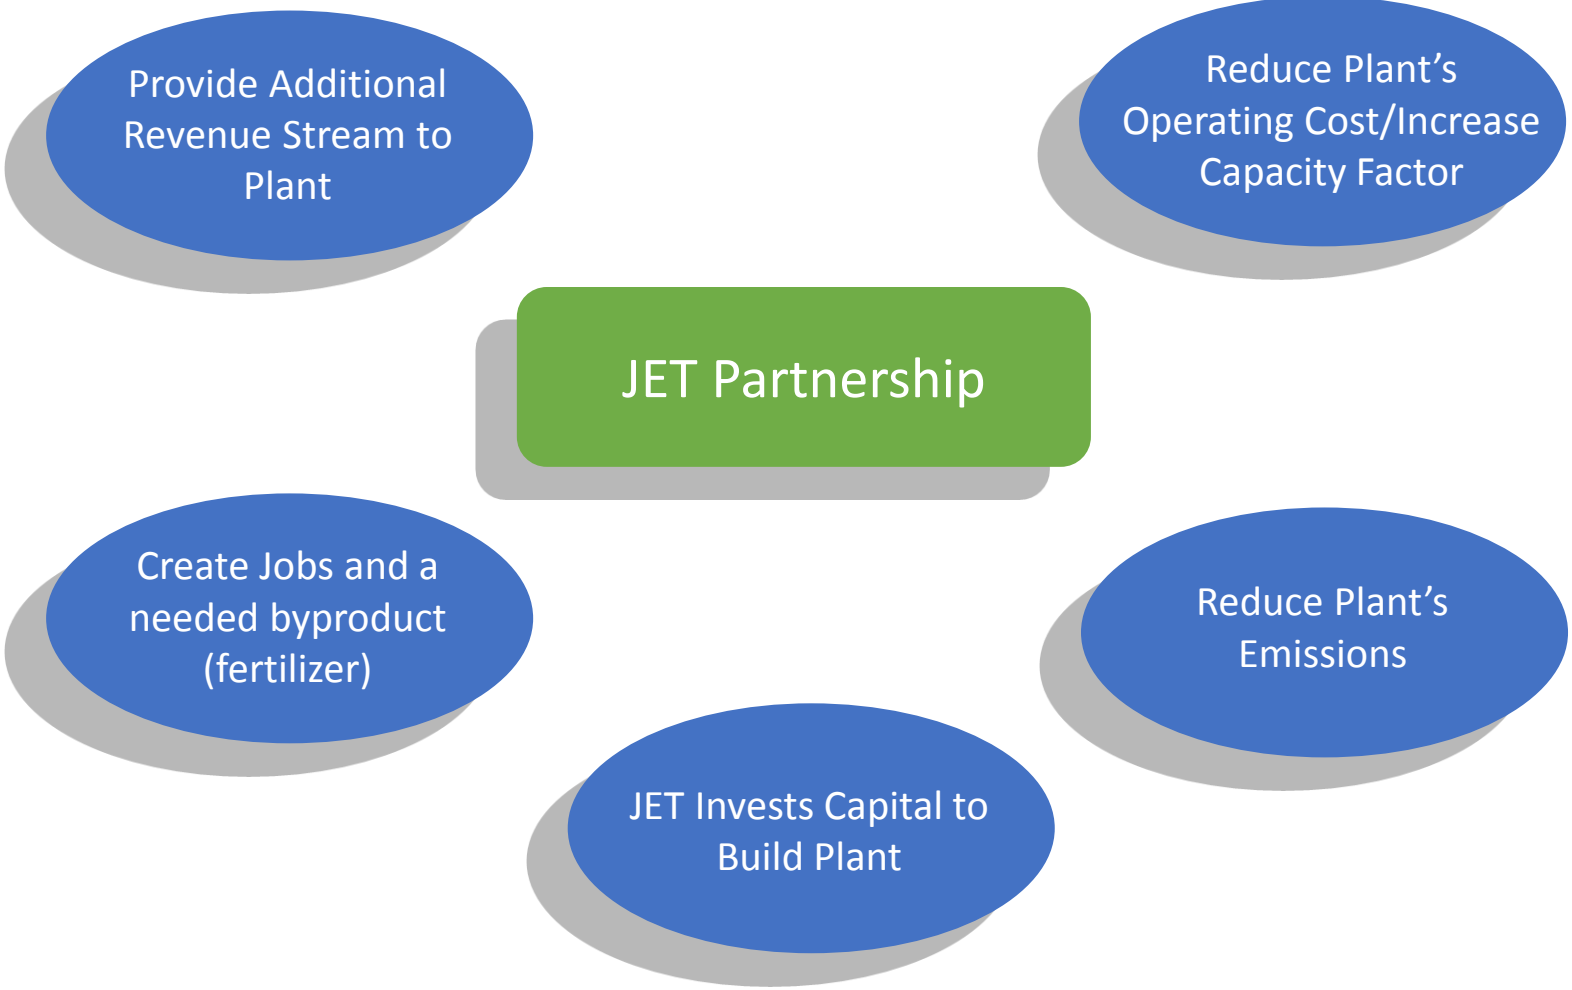 Provide Additional
Revenue Stream to
Plant
Reduce Plant’s
Operating Cost/Increase
Capacity Factor
JET Partnership
Create Jobs and a
needed byproduct
(fertilizer)
Reduce Plant’s
Emissions
JET Invests Capital to
Build Plant